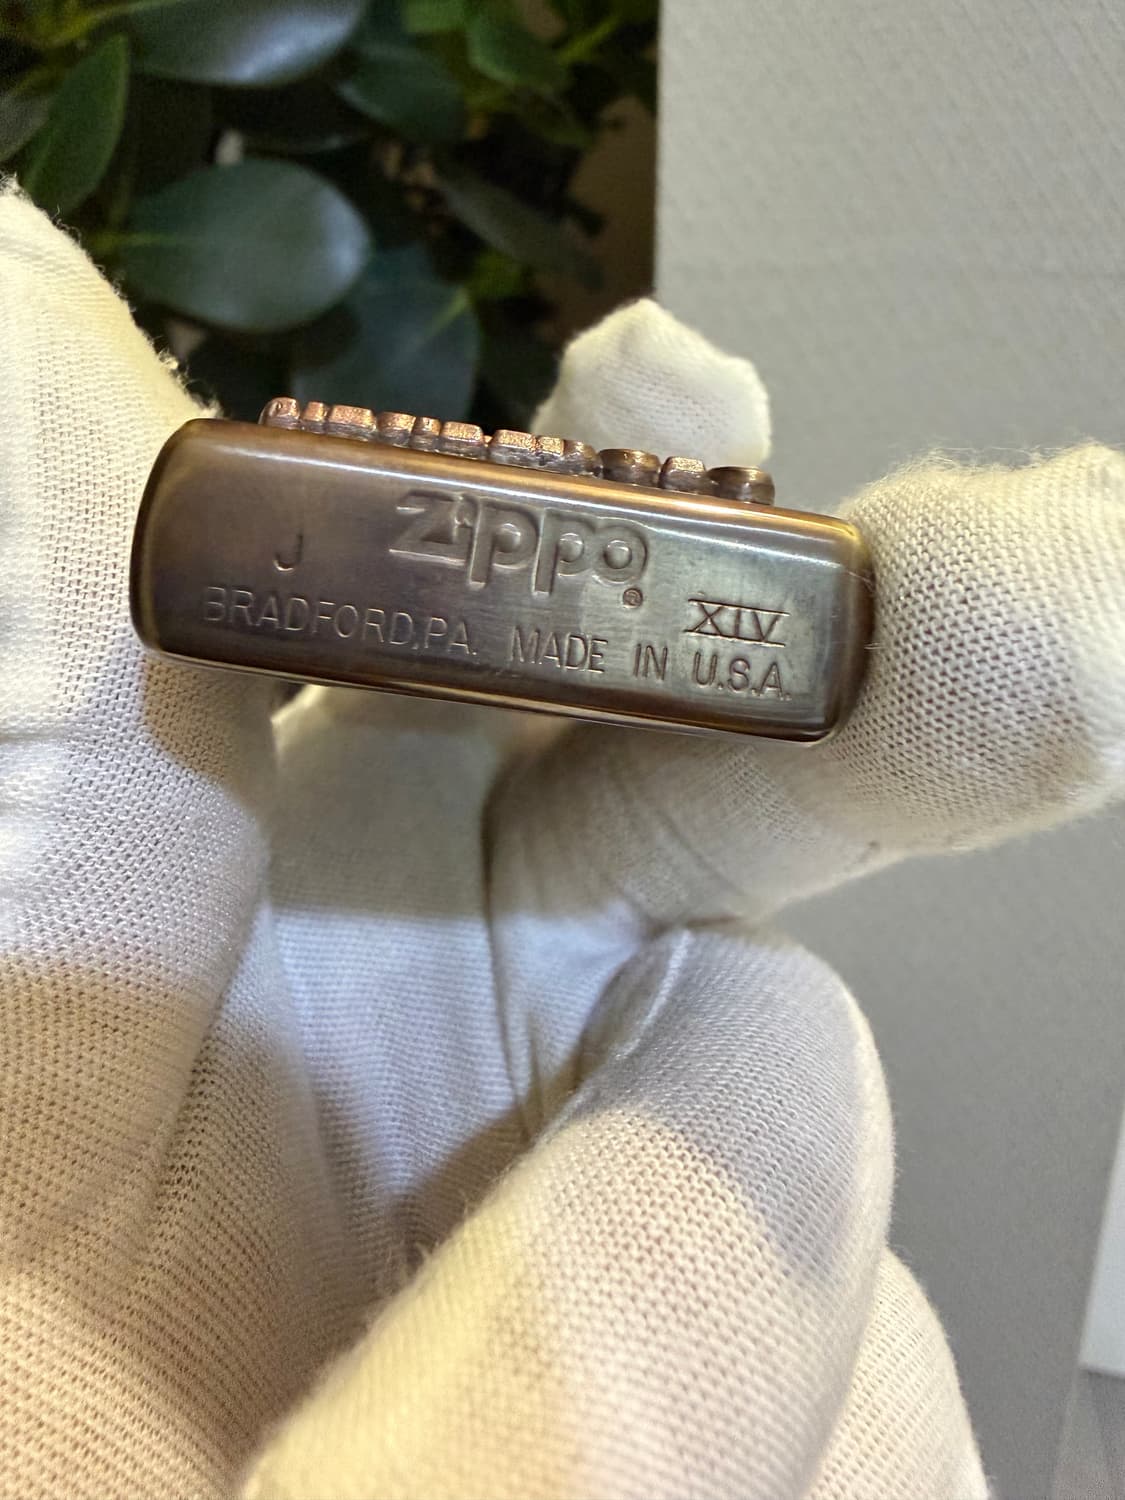 J zippo® XIV
BRADFORD,PA. MADE IN U.S.A.